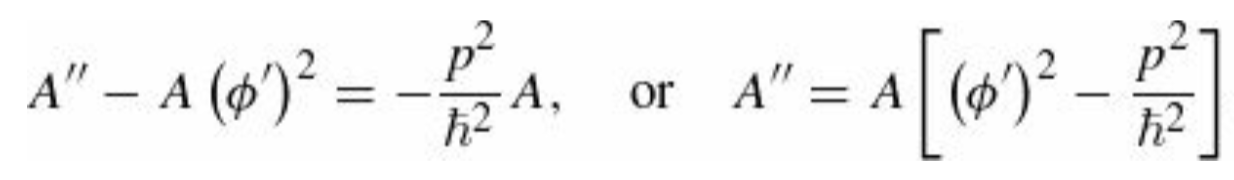 A″ − A (ϕ′)² = −p²/ħ² A, or A″ = A [ (ϕ′)² − p²/ħ² ]